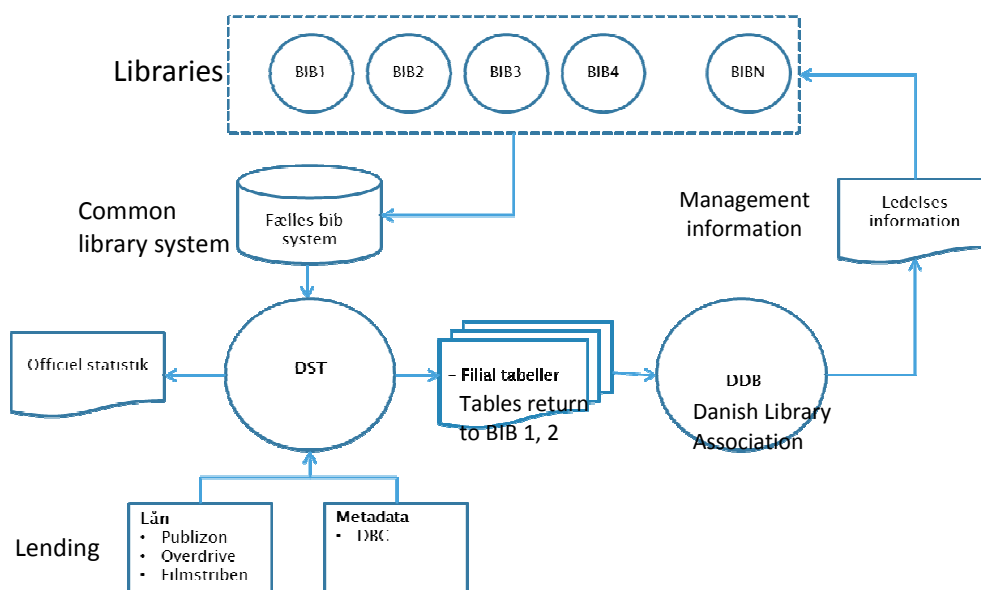 Libraries
BIB1
BIB2
BIB3
BIB4
BIBN
Common
library system
Fælles bib
system
Management
information
Ledelses
information
Officiel statistik
DST
– Filial tabeller
Tables return
to BIB 1, 2
DDB
Danish Library
Association
Lending
Lån
• Publizon
• Overdrive
• Filmstriben
Metadata
• DBC